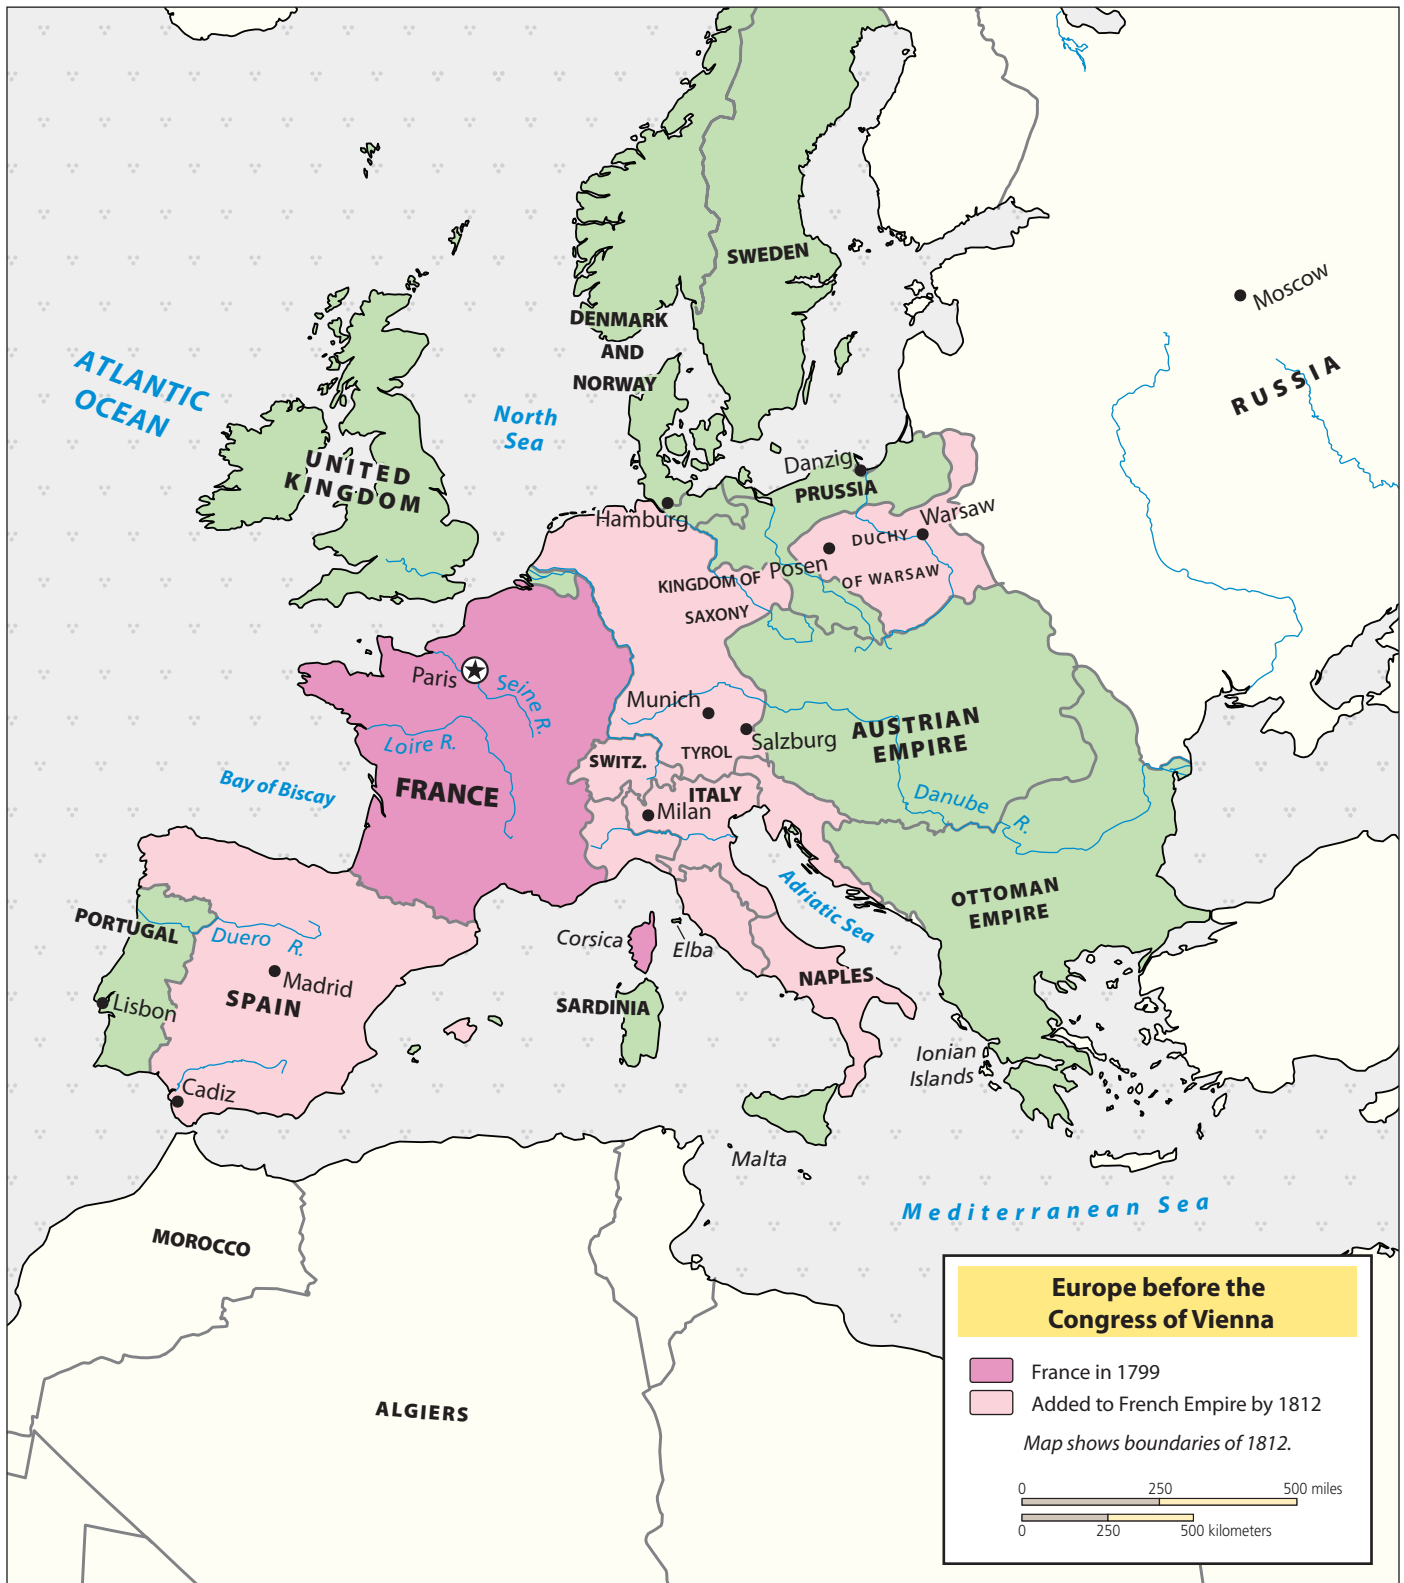 SWEDEN
Moscow
RUSSIA
DENMARK
AND
NORWAY
ATLANTIC
OCEAN
North
Sea
UNITED
KINGDOM
Danzig
PRUSSIA
Hamburg
Warsaw
DUCHY
OF WARSAW
Posen
KINGDOM OF
SAXONY
Paris
Seine R.
Munich
Loire R.
Salzburg
AUSTRIAN
EMPIRE
TYROL
SWITZ.
Bay of Biscay
FRANCE
ITALY
Milan
Danube
R.
Adriatic Sea
OTTOMAN
EMPIRE
PORTUGAL
Duero
R.
Corsica
Elba
Madrid
NAPLES
SPAIN
Lisbon
SARDINIA
Ionian
Islands
Cadiz
Malta
Mediterranean Sea
MOROCCO
ALGIERS
Europe before the
Congress of Vienna
France in 1799
Added to French Empire by 1812
Map shows boundaries of 1812.
0 250 500 miles
0 250 500 kilometers